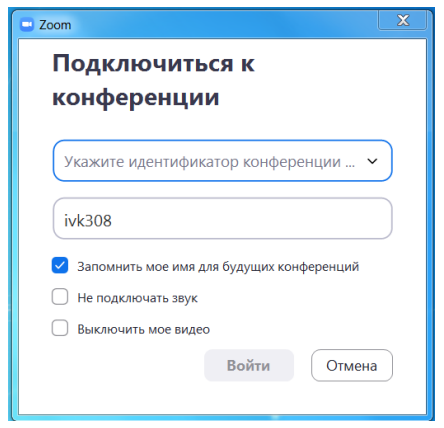 Zoom
Подключиться к
конференции
Укажите идентификатор конференции ...
ivk308
Запомнить мое имя для будущих конференций
Не подключать звук
Выключить мое видео
Войти Отмена